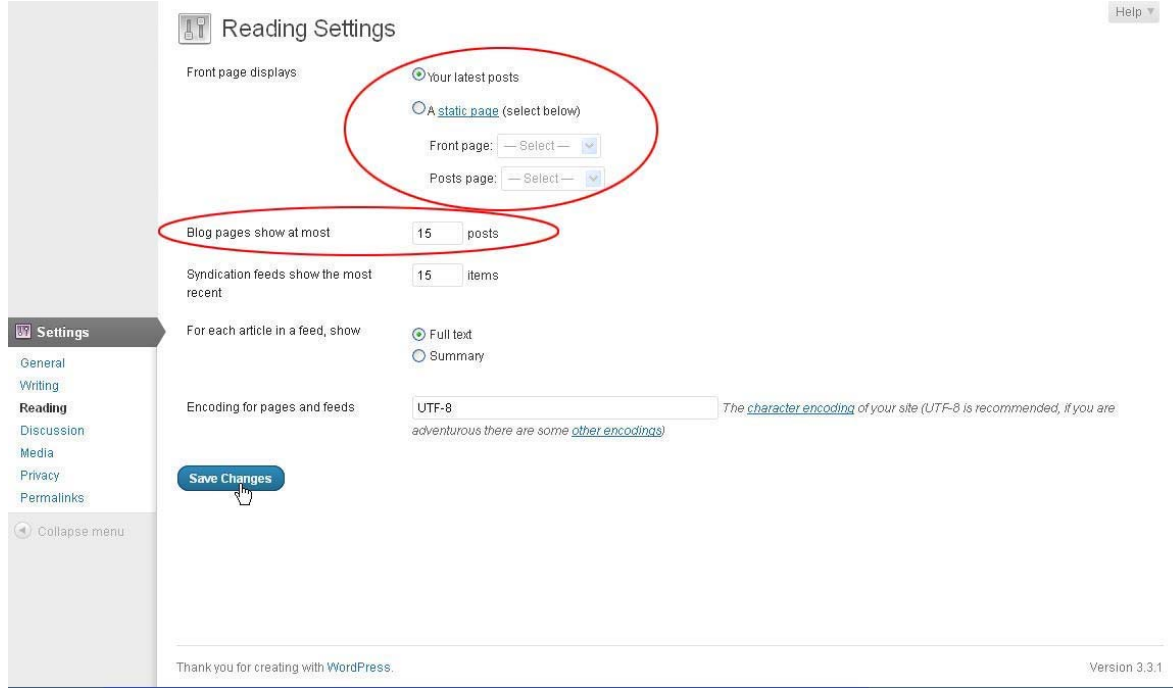 Help
Reading Settings
Front page displays
Your latest posts
A static page (select below)
Front page: — Select —
Posts page: — Select —
Blog pages show at most 15 posts
Syndication feeds show the most
recent
15 items
Settings
General
Writing
Reading
Discussion
Media
Privacy
Permalinks
Collapse menu
For each article in a feed, show
Full text
Summary
Encoding for pages and feeds UTF-8 The character encoding of your site (UTF-8 is recommended, if you are
adventurous there are some other encodings)
Save Changes
Thank you for creating with WordPress. Version 3.3.1